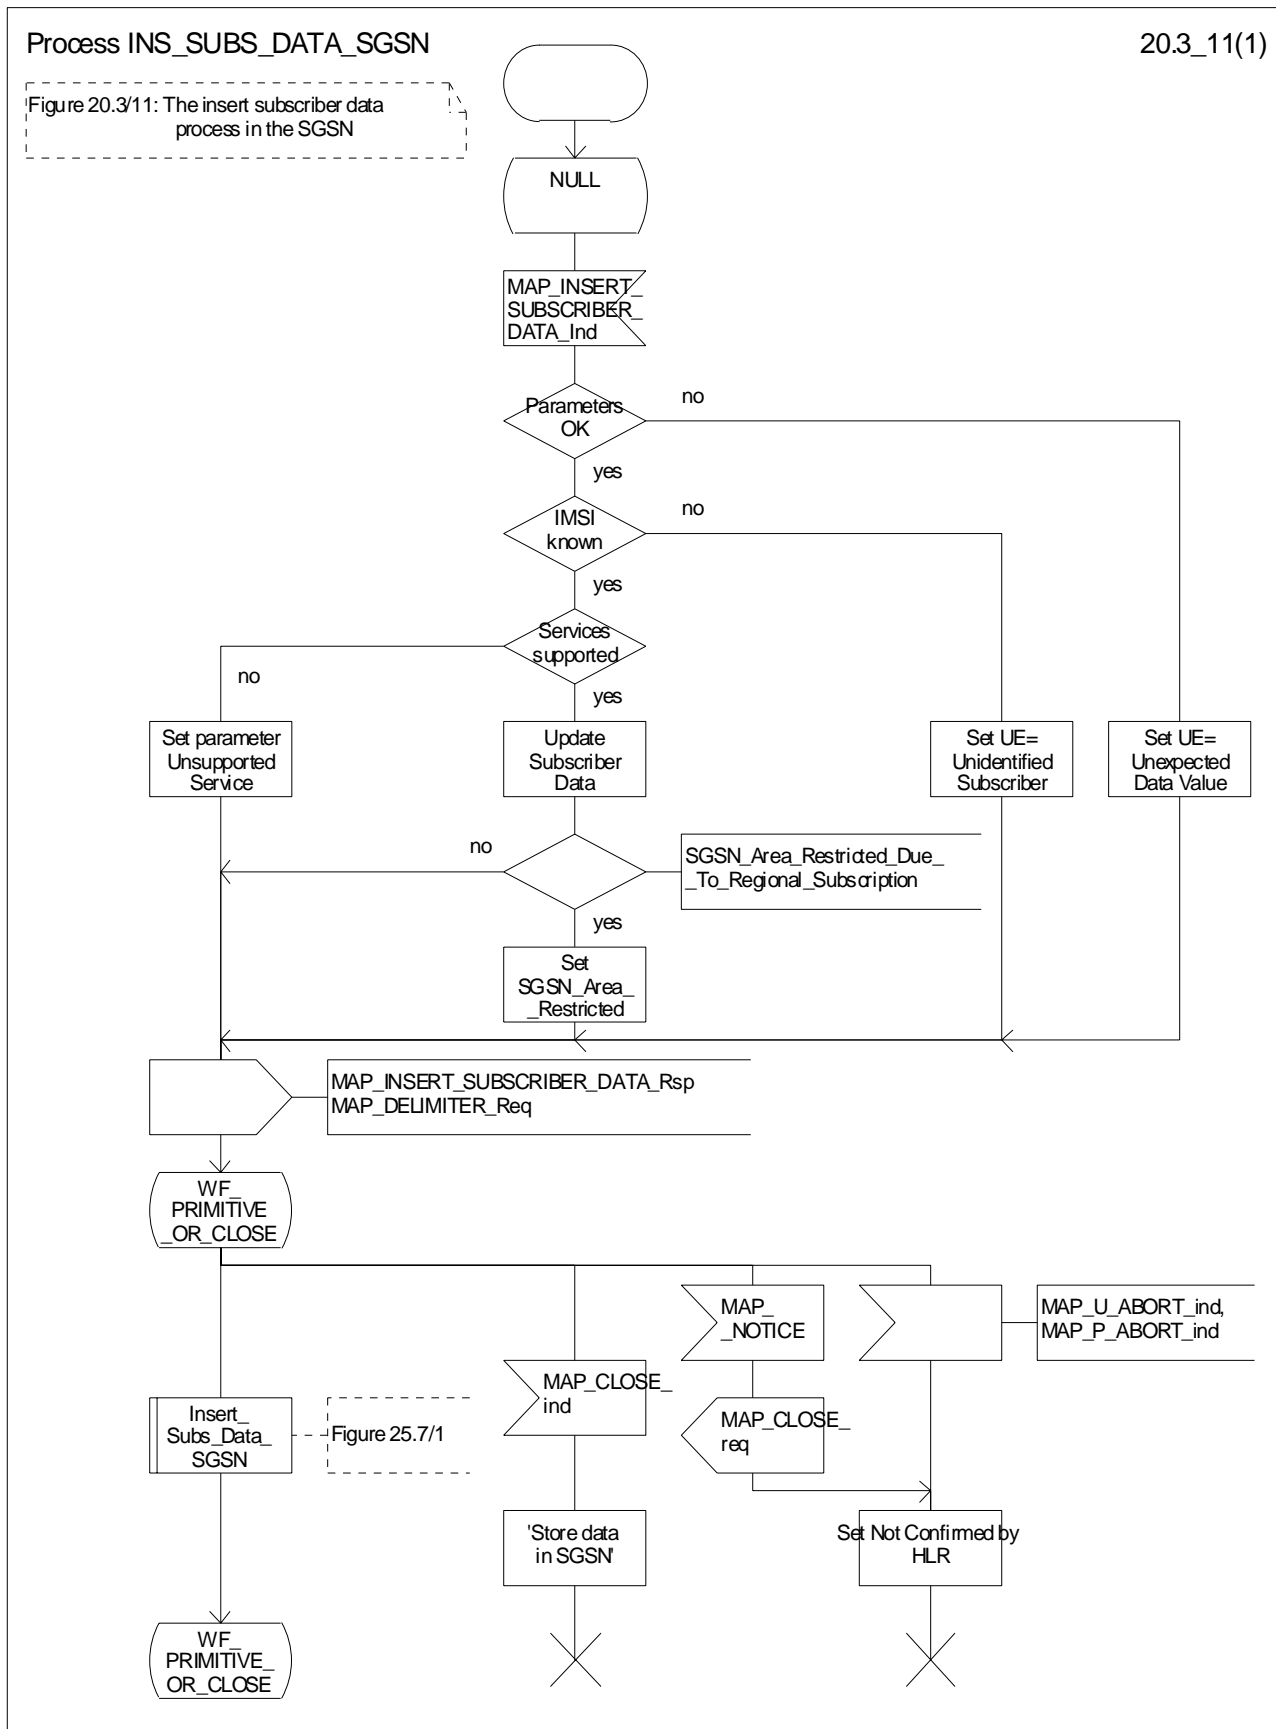 Process INS_SUBS_DATA_SGSN
20.3_11(1)
Figure 20.3/11: The insert subscriber data
process in the SGSN
NULL
MAP_INSERT_
SUBSCRIBER_
DATA_Ind
Parameters
OK
no
yes
IMSI
known
no
yes
Services
supported
no
yes
Set parameter
Unsupported
Service
Update
Subscriber
Data
Set UE=
Unidentified
Subscriber
Set UE=
Unexpected
Data Value
no
SGSN_Area_Restricted_Due_
_To_Regional_Subscription
yes
Set
SGSN_Area_
_Restricted
MAP_INSERT_SUBSCRIBER_DATA_Rsp
MAP_DELIMITER_Req
WF_
PRIMITIVE
_OR_CLOSE
MAP_
_NOTICE
MAP_U_ABORT_ind,
MAP_P_ABORT_ind
MAP_CLOSE_
ind
Insert_
Subs_Data_
SGSN
Figure 25.7/1
MAP_CLOSE_
req
'Store data
in SGSN'
Set Not Confirmed by
HLR
WF_
PRIMITIVE_
OR_CLOSE